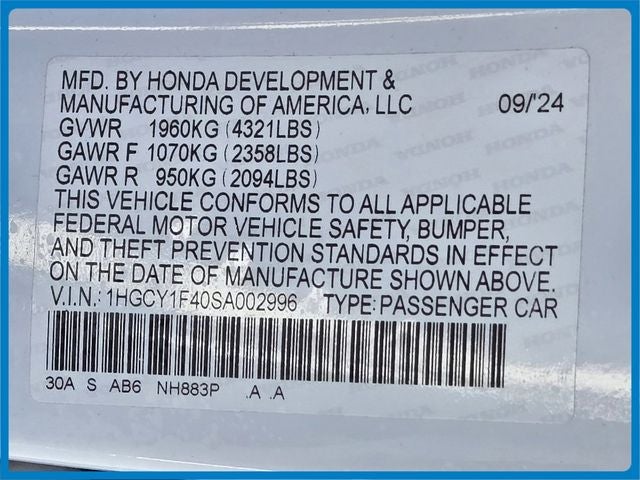 MFD. BY HONDA DEVELOPMENT &
MANUFACTURING OF AMERICA, LLC 09/'24
GVWR 1960KG (4321LBS)
GAWR F 1070KG (2358LBS)
GAWR R 950KG (2094LBS)
THIS VEHICLE CONFORMS TO ALL APPLICABLE
FEDERAL MOTOR VEHICLE SAFETY, BUMPER,
AND THEFT PREVENTION STANDARDS IN EFFECT
ON THE DATE OF MANUFACTURE SHOWN ABOVE.
V.I.N.: 1HGCY1F40SA002996 TYPE: PASSENGER CAR
30A S AB6 NH883P .A .A